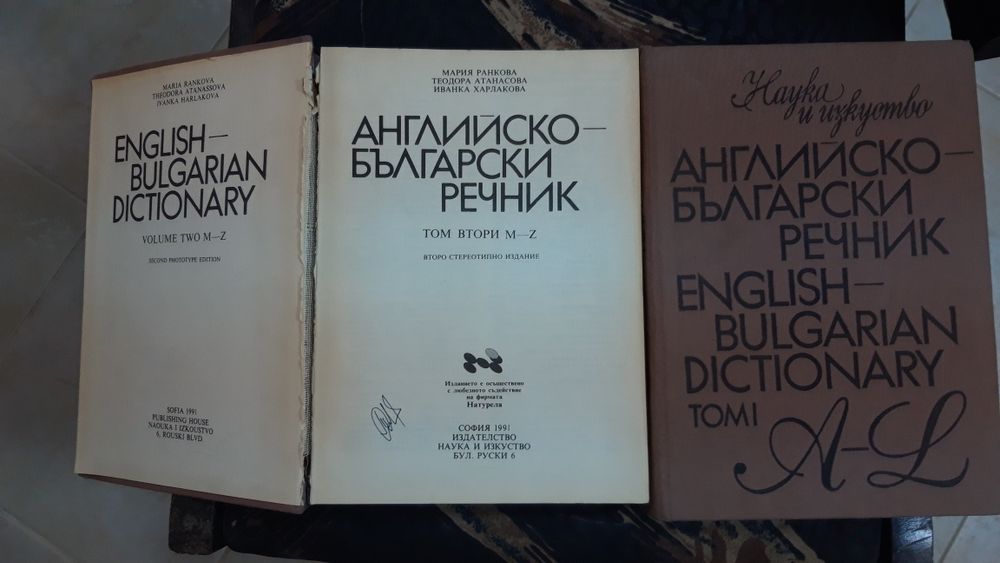 MARIA RANKOVA
THEODORA ATANASSOVA
IVANKA HARLAKOVA
ENGLISH—
BULGARIAN
DICTIONARY
VOLUME TWO M—Z
SECOND PHOTOTYPE EDITION
SOFIA 1991
PUBLISHING HOUSE
NAOUKA I IZKOUSTVO
6, ROUSKI BLVD
МАРИЯ РАНКОВА
ТЕОДОРА АТАНАСОВА
ИВАНКА ХАРЛАКОВА
АНГЛИЙСКО—
БЪЛГАРСКИ
РЕЧНИК
ТОМ ВТОРИ M—Z
ВТОРО СТЕРЕОТИПНО ИЗДАНИЕ
Изданието е осъществено
с любезното съдействие
на фирмата
Натурела
СОФИЯ 1991
ИЗДАТЕЛСТВО
НАУКА И ИЗКУСТВО
БУЛ. РУСКИ 6
Наука
и изкуство
АНГЛИЙСКО—
БЪЛГАРСКИ
РЕЧНИК
ENGLISH—
BULGARIAN
DICTIONARY
ТОМ I
A—L